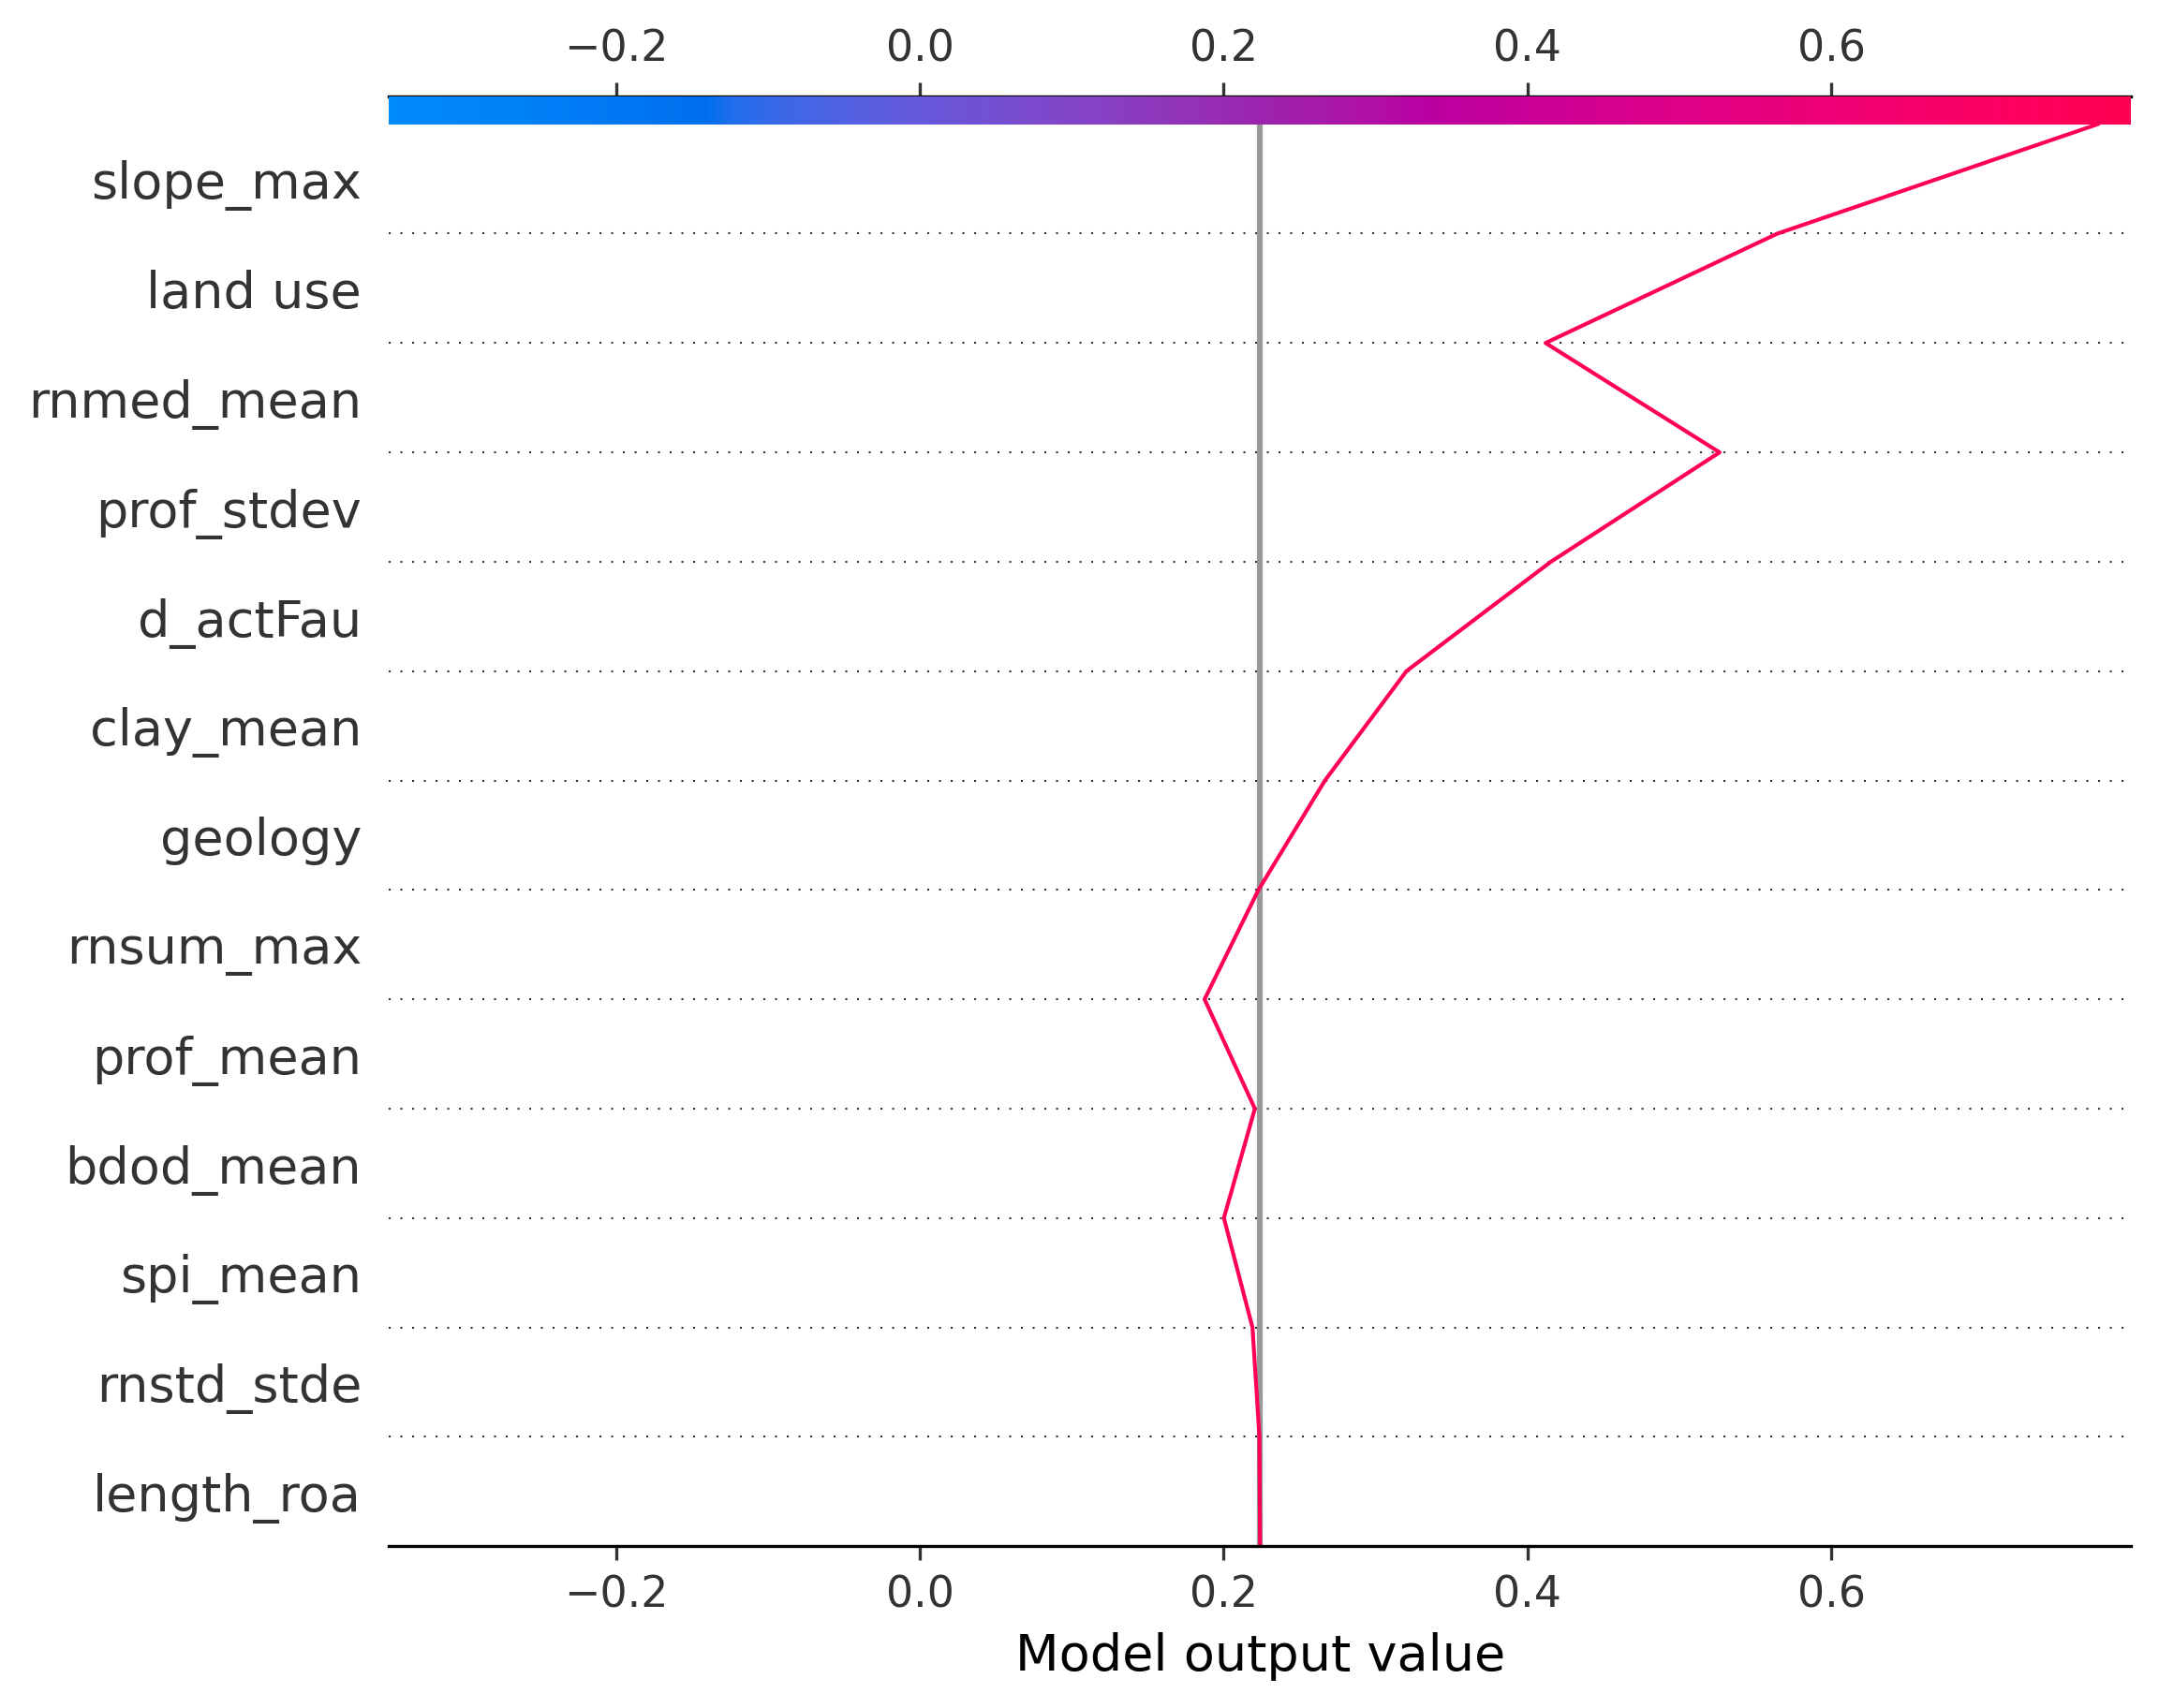 −0.2 0.0 0.2 0.4 0.6
slope_max
land use
rnmed_mean
prof_stdev
d_actFau
clay_mean
geology
rnsum_max
prof_mean
bdod_mean
spi_mean
rnstd_stde
length_roa
−0.2 0.0 0.2 0.4 0.6
Model output value